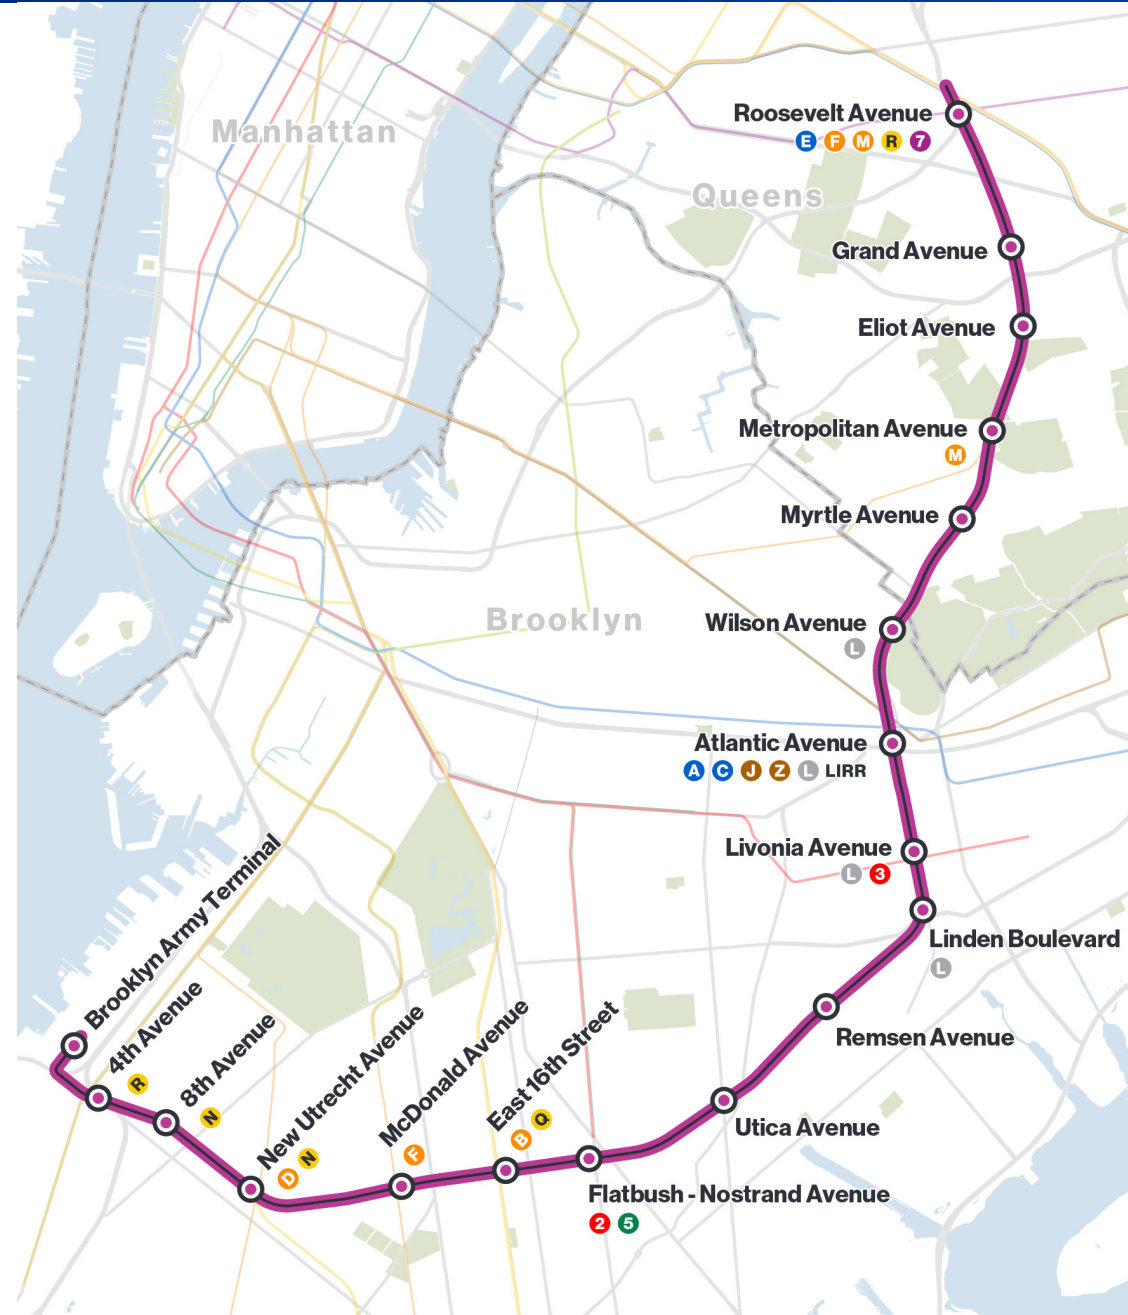 Manhattan
Roosevelt Avenue
E F M R 7
Queens
Grand Avenue
Eliot Avenue
Metropolitan Avenue
M
Myrtle Avenue
Brooklyn
Wilson Avenue
L
Atlantic Avenue
A C J Z L LIRR
Livonia Avenue
L 3
Linden Boulevard
L
Remsen Avenue
Utica Avenue
Flatbush - Nostrand Avenue
2 5
East 16th Street
B Q
McDonald Avenue
F
New Utrecht Avenue
D N
8th Avenue
N
4th Avenue
R
Brooklyn Army Terminal